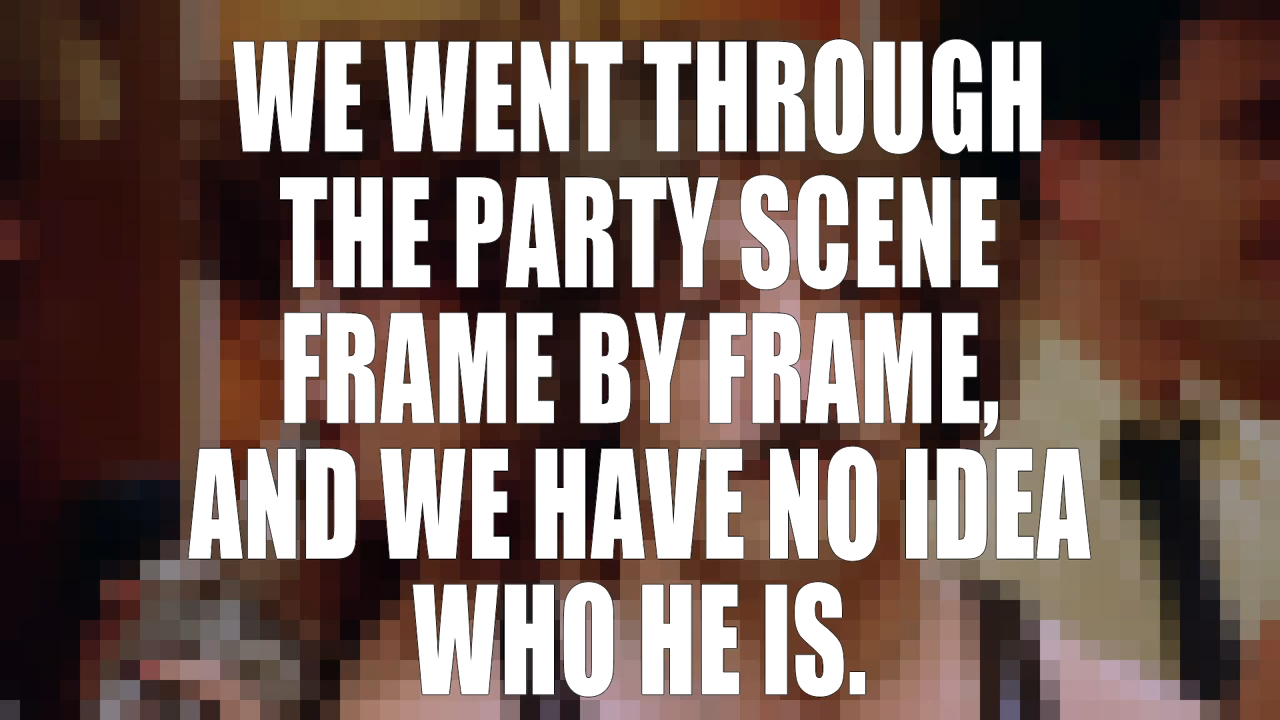 WE WENT THROUGH
THE PARTY SCENE
FRAME BY FRAME,
AND WE HAVE NO IDEA
WHO HE IS.